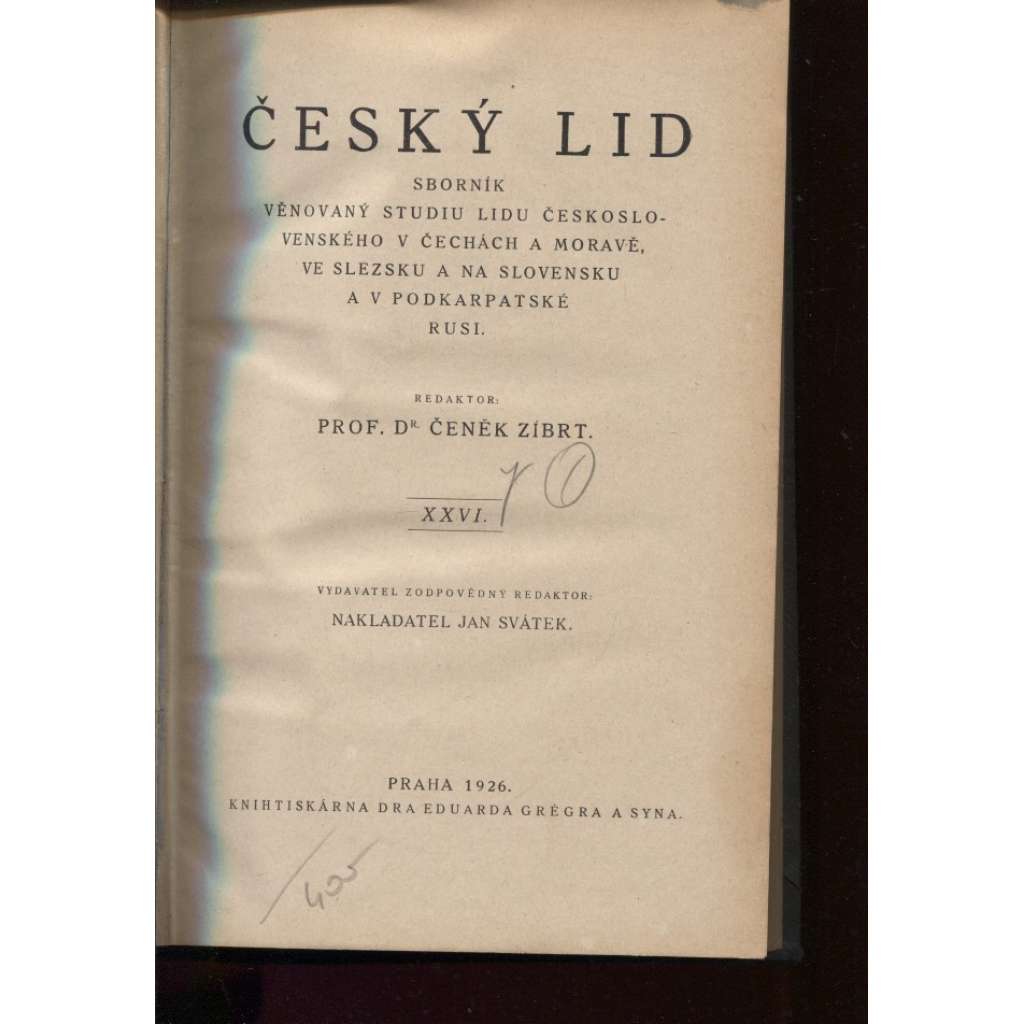 ČESKÝ LID
SBORNÍK
VĚNOVANÝ STUDIU LIDU ČESKOSLO-
VENSKÉHO V ČECHÁCH A MORAVĚ,
VE SLEZSKU A NA SLOVENSKU
A V PODKARPATSKÉ
RUSI.
REDAKTOR:
PROF. DR. ČENĚK ZÍBRT.
XXVI.
VYDAVATEL ZODPOVĚDNÝ REDAKTOR:
NAKLADATEL JAN SVÁTEK.
PRAHA 1926.
KNIHTISKÁRNA DRA EDUARDA GRÉGRA A SYNA.